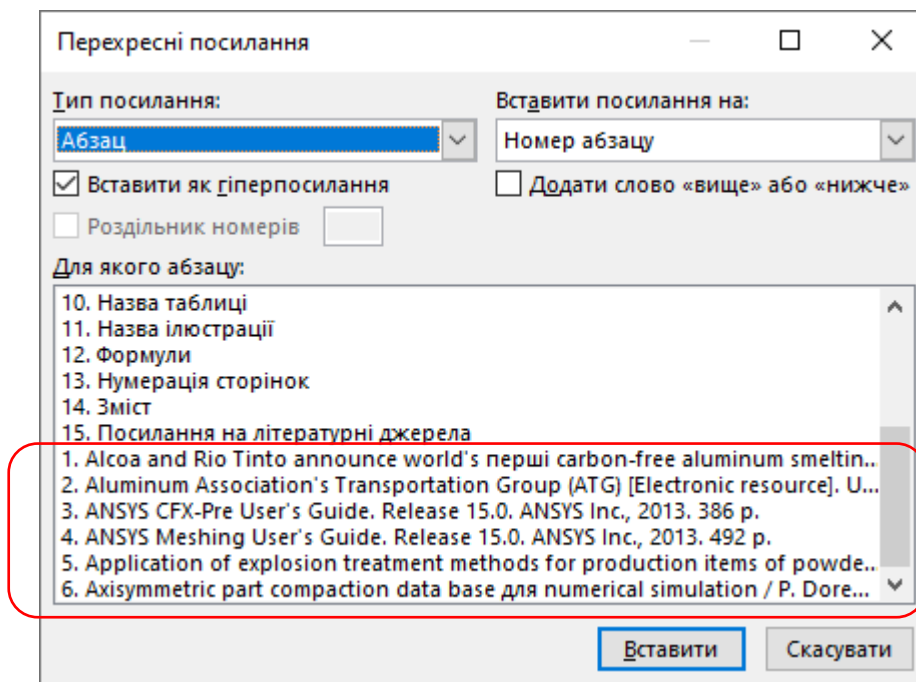 Перехресні посилання
Тип посилання:
Вставити посилання на:
Абзац
Номер абзацу
Вставити як гіперпосилання
Додати слово «вище» або «нижче»
Роздільник номерів
Для якого абзацу:
10. Назва таблиці
11. Назва ілюстрації
12. Формули
13. Нумерація сторінок
14. Зміст
15. Посилання на літературні джерела
1. Alcoa and Rio Tinto announce world's перші carbon-free aluminum smeltin...
2. Aluminum Association's Transportation Group (ATG) [Electronic resource]. U...
3. ANSYS CFX-Pre User's Guide. Release 15.0. ANSYS Inc., 2013. 386 p.
4. ANSYS Meshing User's Guide. Release 15.0. ANSYS Inc., 2013. 492 p.
5. Application of explosion treatment methods for production items of powde...
6. Axisymmetric part compaction data base для numerical simulation / P. Dore...
Вставити
Скасувати